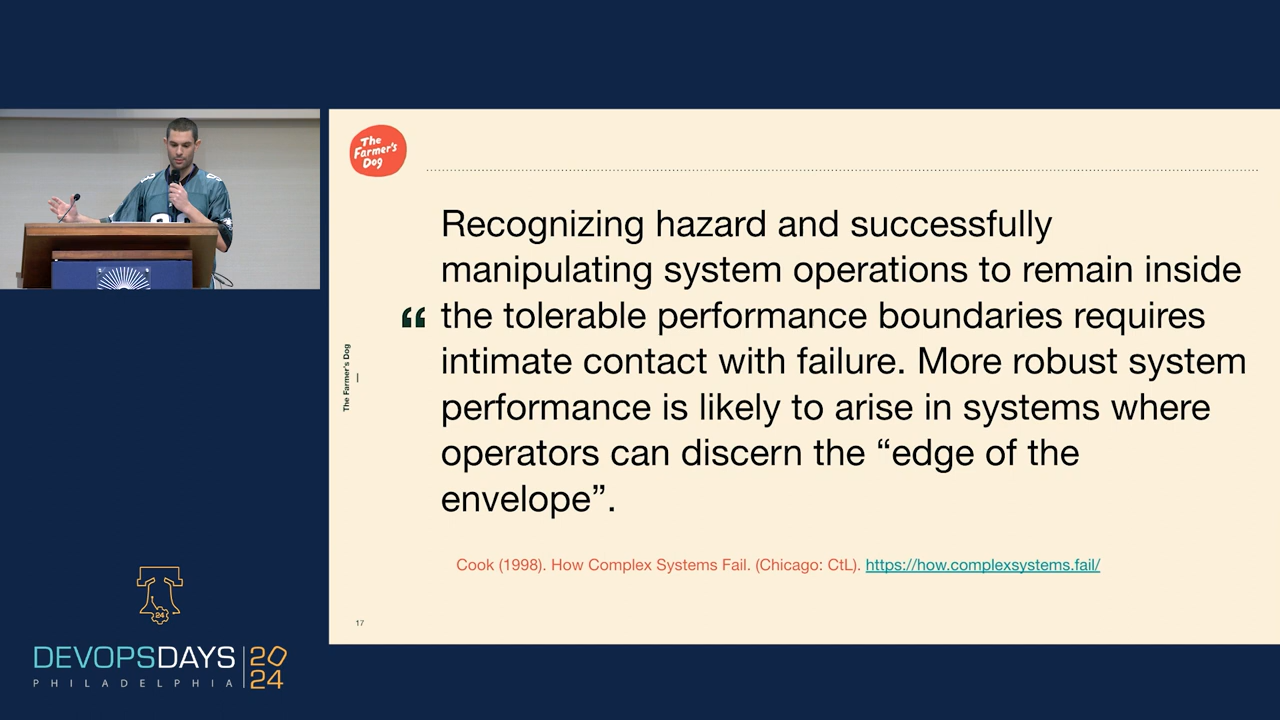 The
Farmer's
Dog
Recognizing hazard and successfully
manipulating system operations to remain inside
“ the tolerable performance boundaries requires
intimate contact with failure. More robust system
performance is likely to arise in systems where
operators can discern the “edge of the
envelope”.
Cook (1998). How Complex Systems Fail. (Chicago: CtL). https://how.complexsystems.fail/
The Farmer's Dog —
17
24
DEVOPSDAYS
PHILADELPHIA
20
24